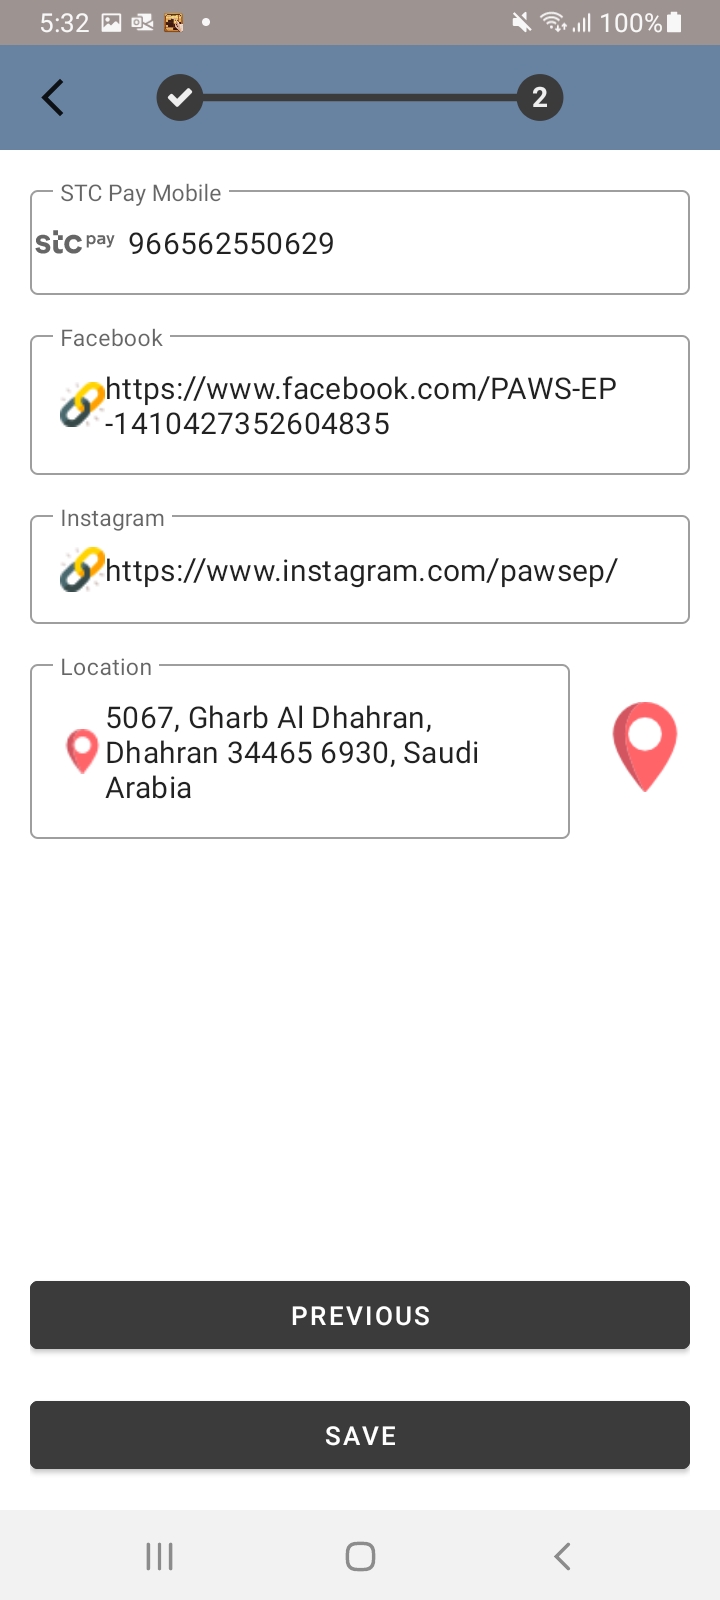 5:32 100%
2
STC Pay Mobile
stc pay 966562550629
Facebook
https://www.facebook.com/PAWS-EP
-1410427352604835
Instagram
https://www.instagram.com/pawsep/
Location
5067, Gharb Al Dhahran,
Dhahran 34465 6930, Saudi
Arabia
PREVIOUS
SAVE